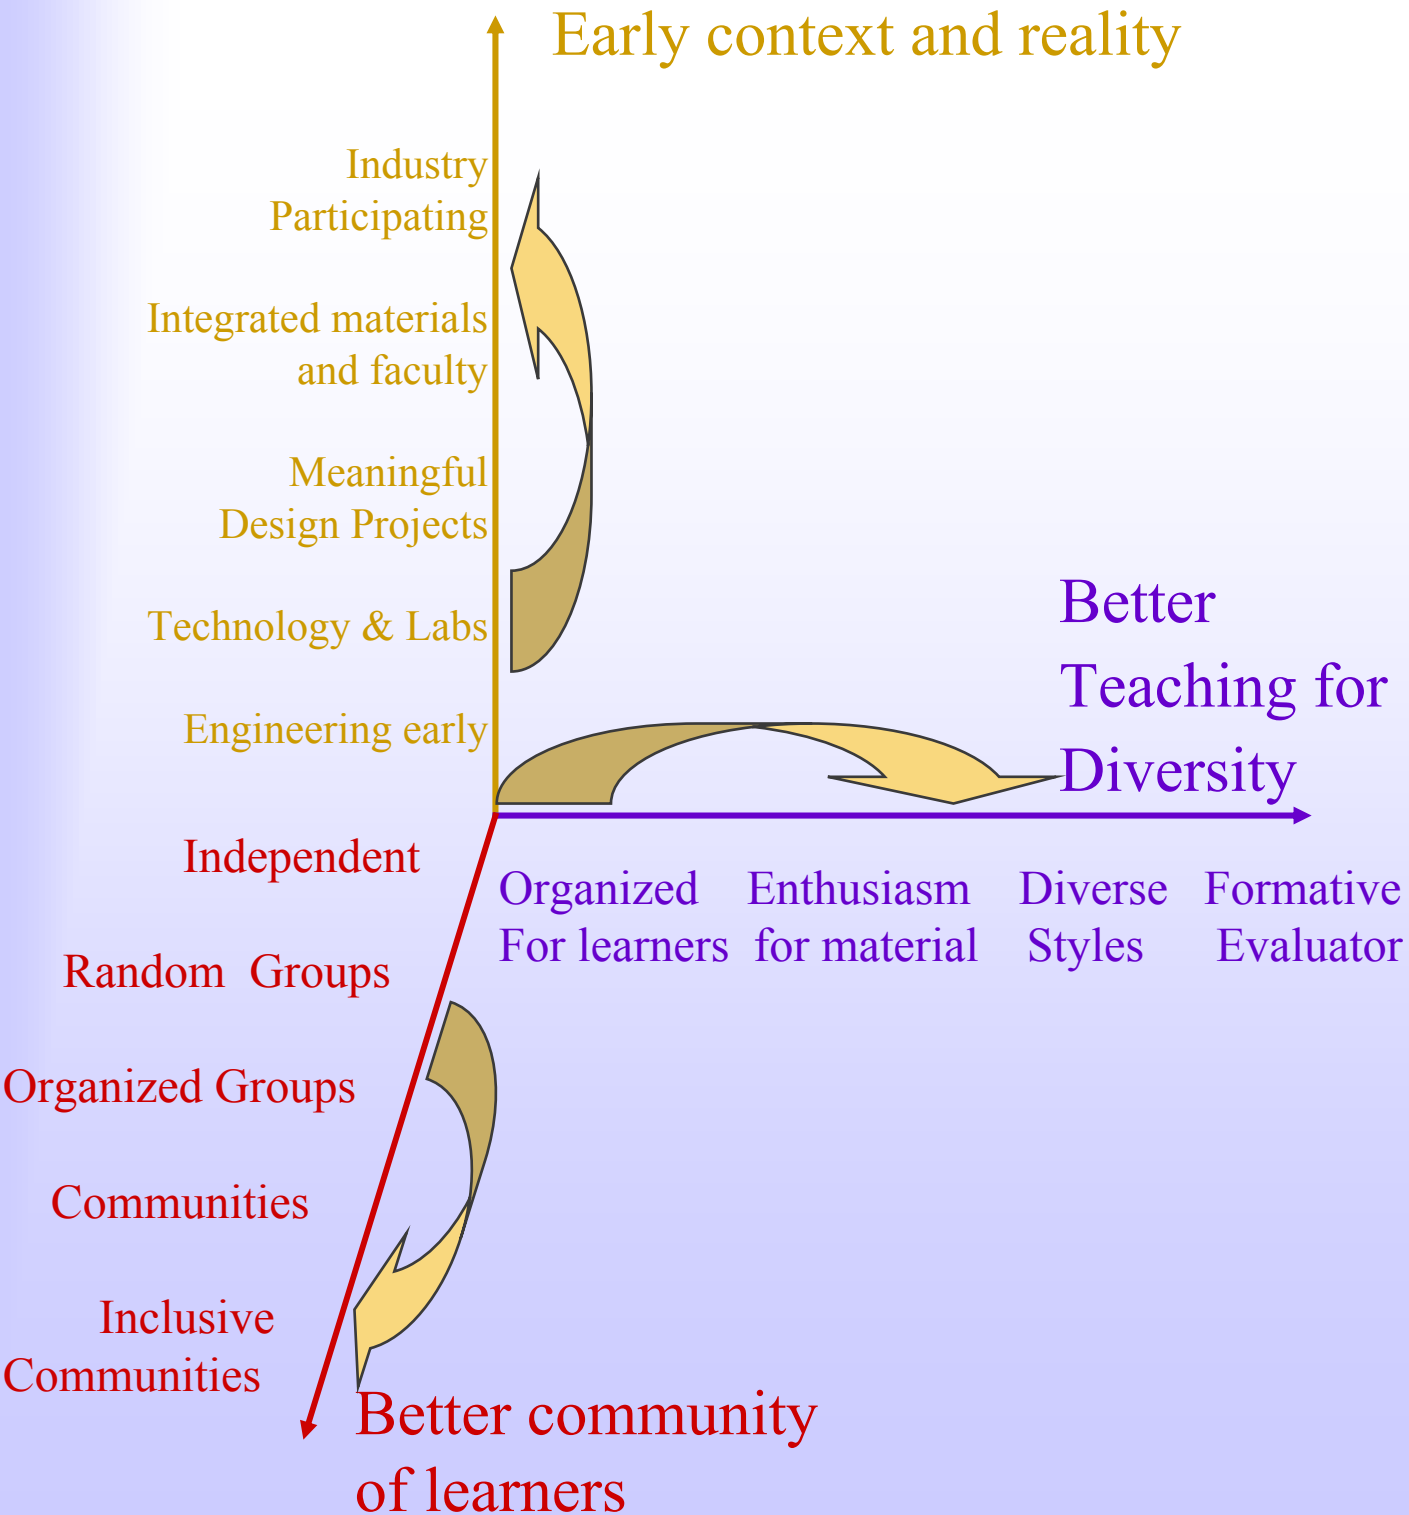 Early context and reality
Industry
Participating
Integrated materials
and faculty
Meaningful
Design Projects
Technology & Labs
Engineering early
Better
Teaching for
Diversity
Organized Enthusiasm Diverse Formative
For learners for material Styles Evaluator
Independent
Random Groups
Organized Groups
Communities
Inclusive
Communities
Better community
of learners